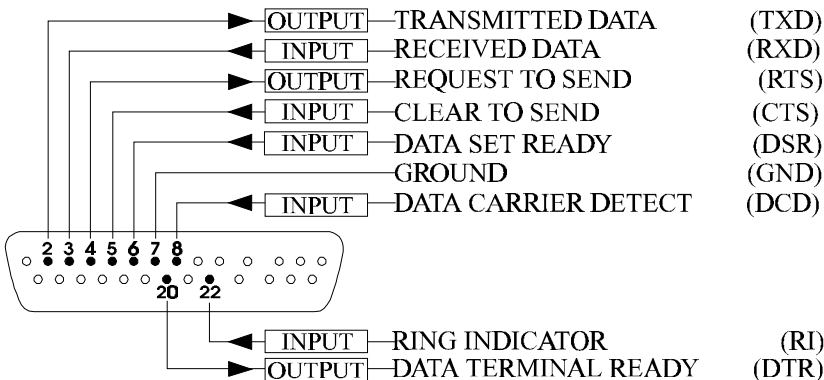 OUTPUT TRANSMITTED DATA (TXD)
INPUT RECEIVED DATA (RXD)
OUTPUT REQUEST TO SEND (RTS)
INPUT CLEAR TO SEND (CTS)
INPUT DATA SET READY (DSR)
GROUND (GND)
INPUT DATA CARRIER DETECT (DCD)
2 3 4 5 6 7 8
20 22
INPUT RING INDICATOR (RI)
OUTPUT DATA TERMINAL READY (DTR)